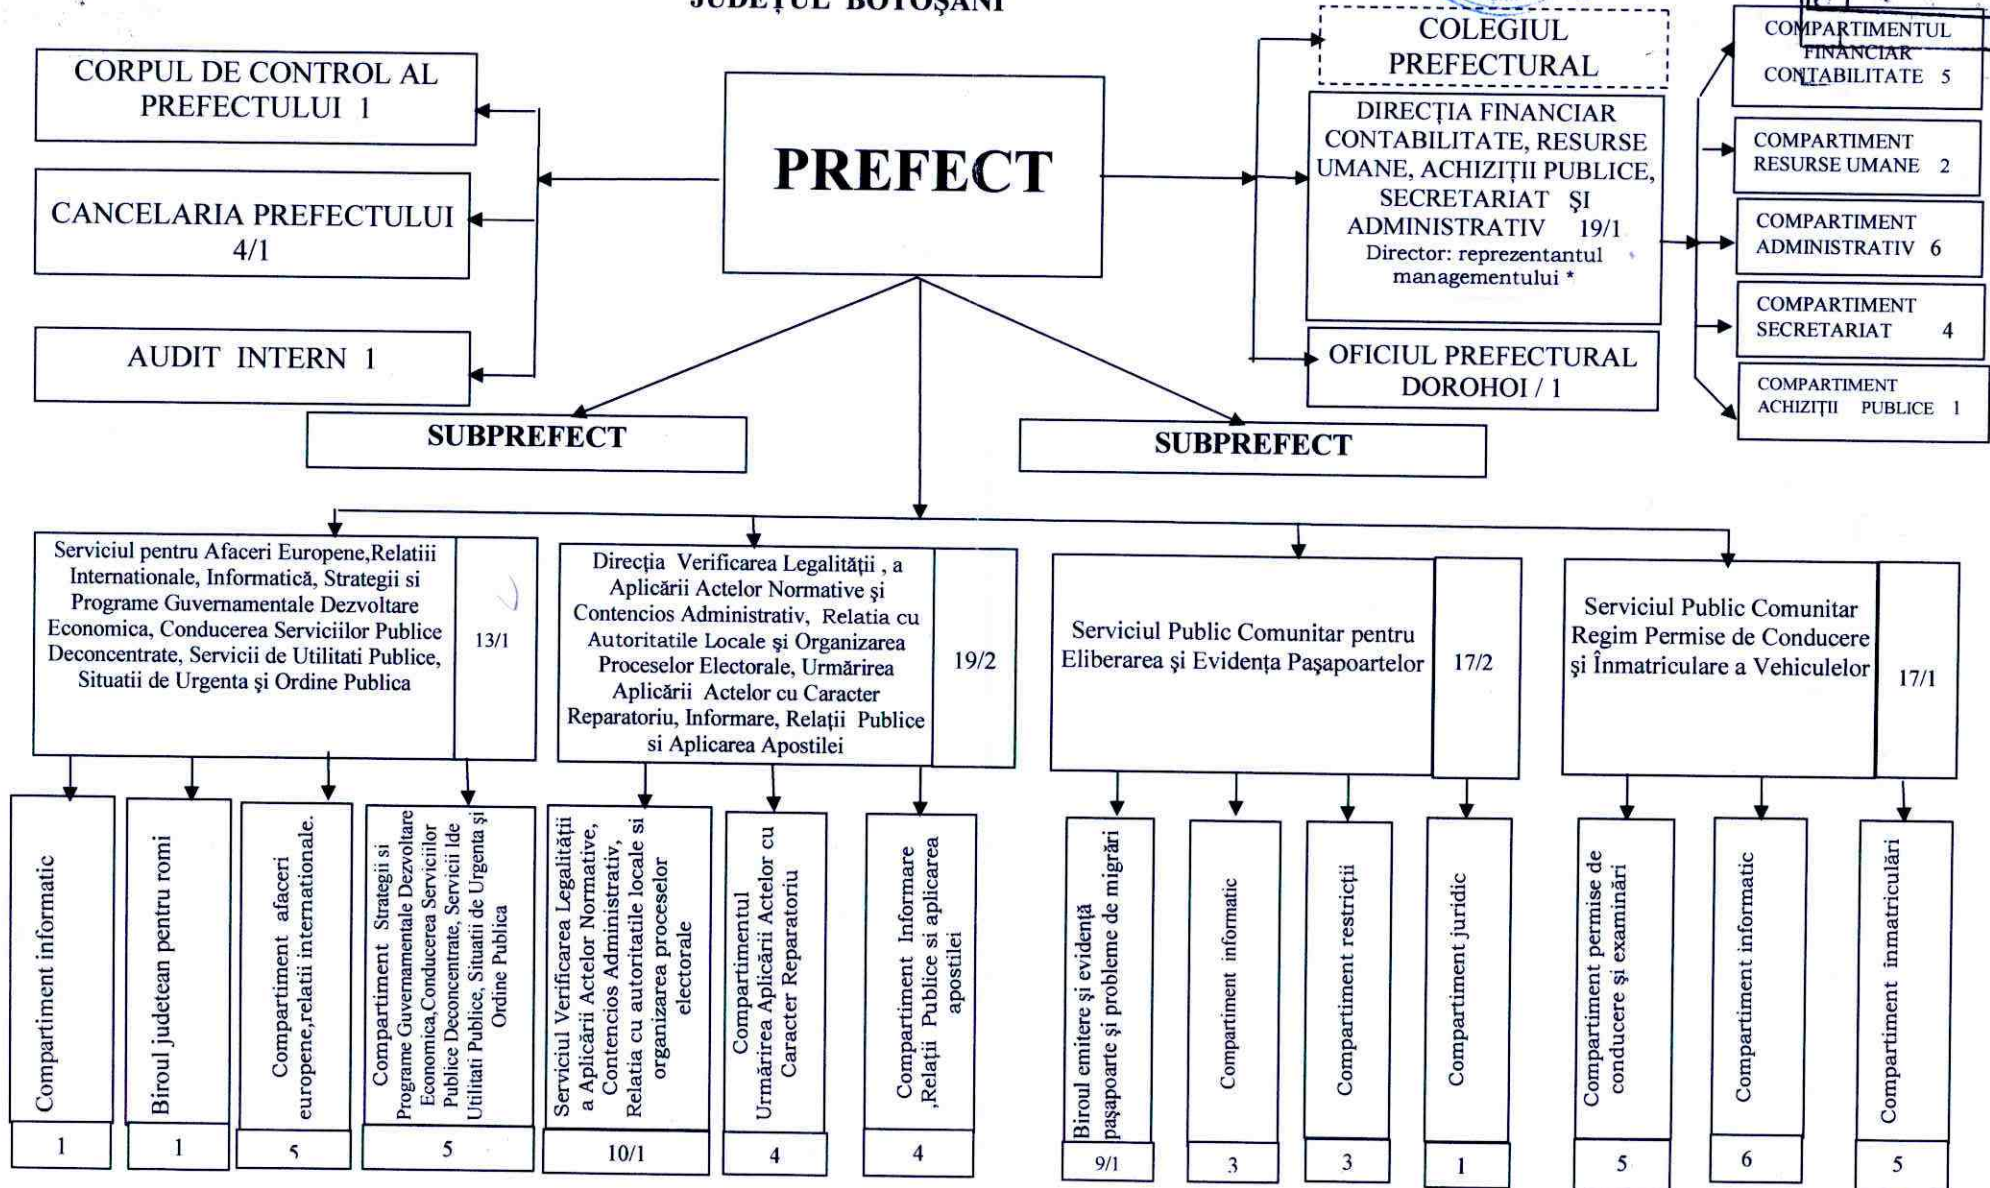 JUDEȚUL BOTOȘANI
CORPUL DE CONTROL AL
PREFECTULUI 1
CANCELARIA PREFECTULUI
4/1
AUDIT INTERN 1
PREFECT
COLEGIUL
PREFECTURAL
DIRECȚIA FINANCIAR
CONTABILITATE, RESURSE
UMANE, ACHIZIȚII PUBLICE,
SECRETARIAT ȘI
ADMINISTRATIV 19/1
Director: reprezentantul
managementului *
OFICIUL PREFECTURAL
DOROHOI / 1
COMPARTIMENTUL
FINANCIAR
CONTABILITATE 5
COMPARTIMENT
RESURSE UMANE 2
COMPARTIMENT
ADMINISTRATIV 6
COMPARTIMENT
SECRETARIAT 4
COMPARTIMENT
ACHIZIȚII PUBLICE 1
SUBPREFECT
SUBPREFECT
Serviciul pentru Afaceri Europene,Relatiii
Internationale, Informatică, Strategii si
Programe Guvernamentale Dezvoltare
Economica, Conducerea Serviciilor Publice
Deconcentrate, Servicii de Utilitati Publice,
Situatii de Urgenta și Ordine Publica
13/1
Direcția Verificarea Legalității , a
Aplicării Actelor Normative și
Contencios Administrativ, Relatia cu
Autoritatile Locale și Organizarea
Proceselor Electorale, Urmărirea
Aplicării Actelor cu Caracter
Reparatoriu, Informare, Relații Publice
si Aplicarea Apostilei
19/2
Serviciul Public Comunitar pentru
Eliberarea și Evidența Pașapoartelor
17/2
Serviciul Public Comunitar
Regim Permise de Conducere
și Înmatriculare a Vehiculelor
17/1
Compartiment informatic
1
Biroul judetean pentru romi
1
Compartiment afaceri
europene,relatii internationale.
5
Compartiment Strategii si
Programe Guvernamentale Dezvoltare
Economica,Conducerea Serviciilor
Publice Deconcentrate, Servicii lde
Utilitati Publice, Situatii de Urgenta și
Ordine Publica
5
Serviciul Verificarea Legalității
a Aplicării Actelor Normative,
Contencios Administrativ,
Relatia cu autoritatile locale si
organizarea proceselor
electorale
10/1
Compartimentul
Urmărirea Aplicării Actelor cu
Caracter Reparatoriu
4
Compartiment Informare
,Relații Publice si aplicarea
apostilei
4
Biroul emitere și evidență
pașapoarte și probleme de migrări
9/1
Compartiment informatic
3
Compartiment restricții
3
Compartiment juridic
1
Compartiment permise de
conducere și examinări
5
Compartiment informatic
6
Compartiment inmatriculări
5